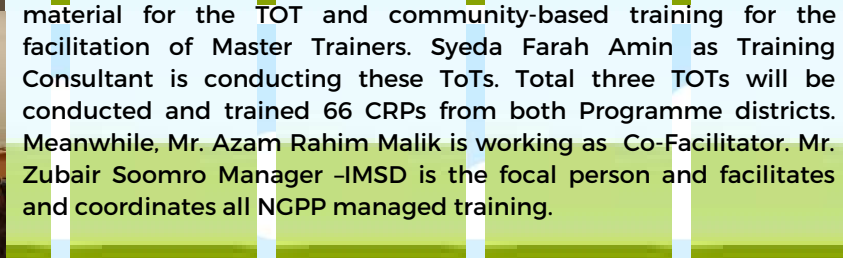 material for the TOT and community-based training for the
facilitation of Master Trainers. Syeda Farah Amin as Training
Consultant is conducting these ToTs. Total three TOTs will be
conducted and trained 66 CRPs from both Programme districts.
Meanwhile, Mr. Azam Rahim Malik is working as Co-Facilitator. Mr.
Zubair Soomro Manager –IMSD is the focal person and facilitates
and coordinates all NGPP managed training.